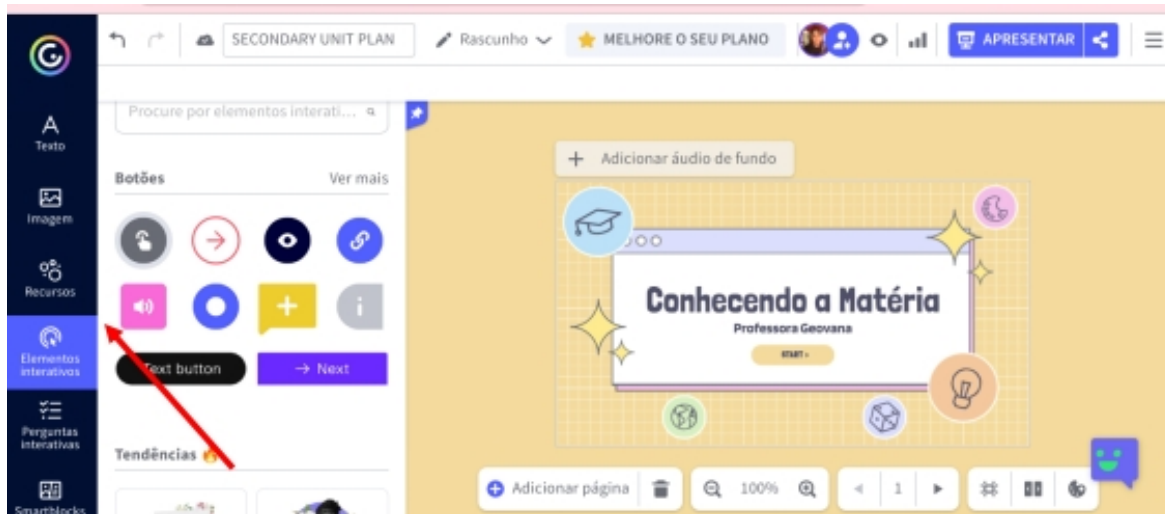 SECONDARY UNIT PLAN
Rascunho
MELHORE O SEU PLANO
APRESENTAR
Texto
Imagem
Recursos
Elementos
interativos
Perguntas
interativas
Smartblocks
Procure por elementos interati...
Botões
Ver mais
Text button
→ Next
Tendências
+ Adicionar áudio de fundo
Conhecendo a Matéria
Professora Geovana
START >
Adicionar página
100%
1